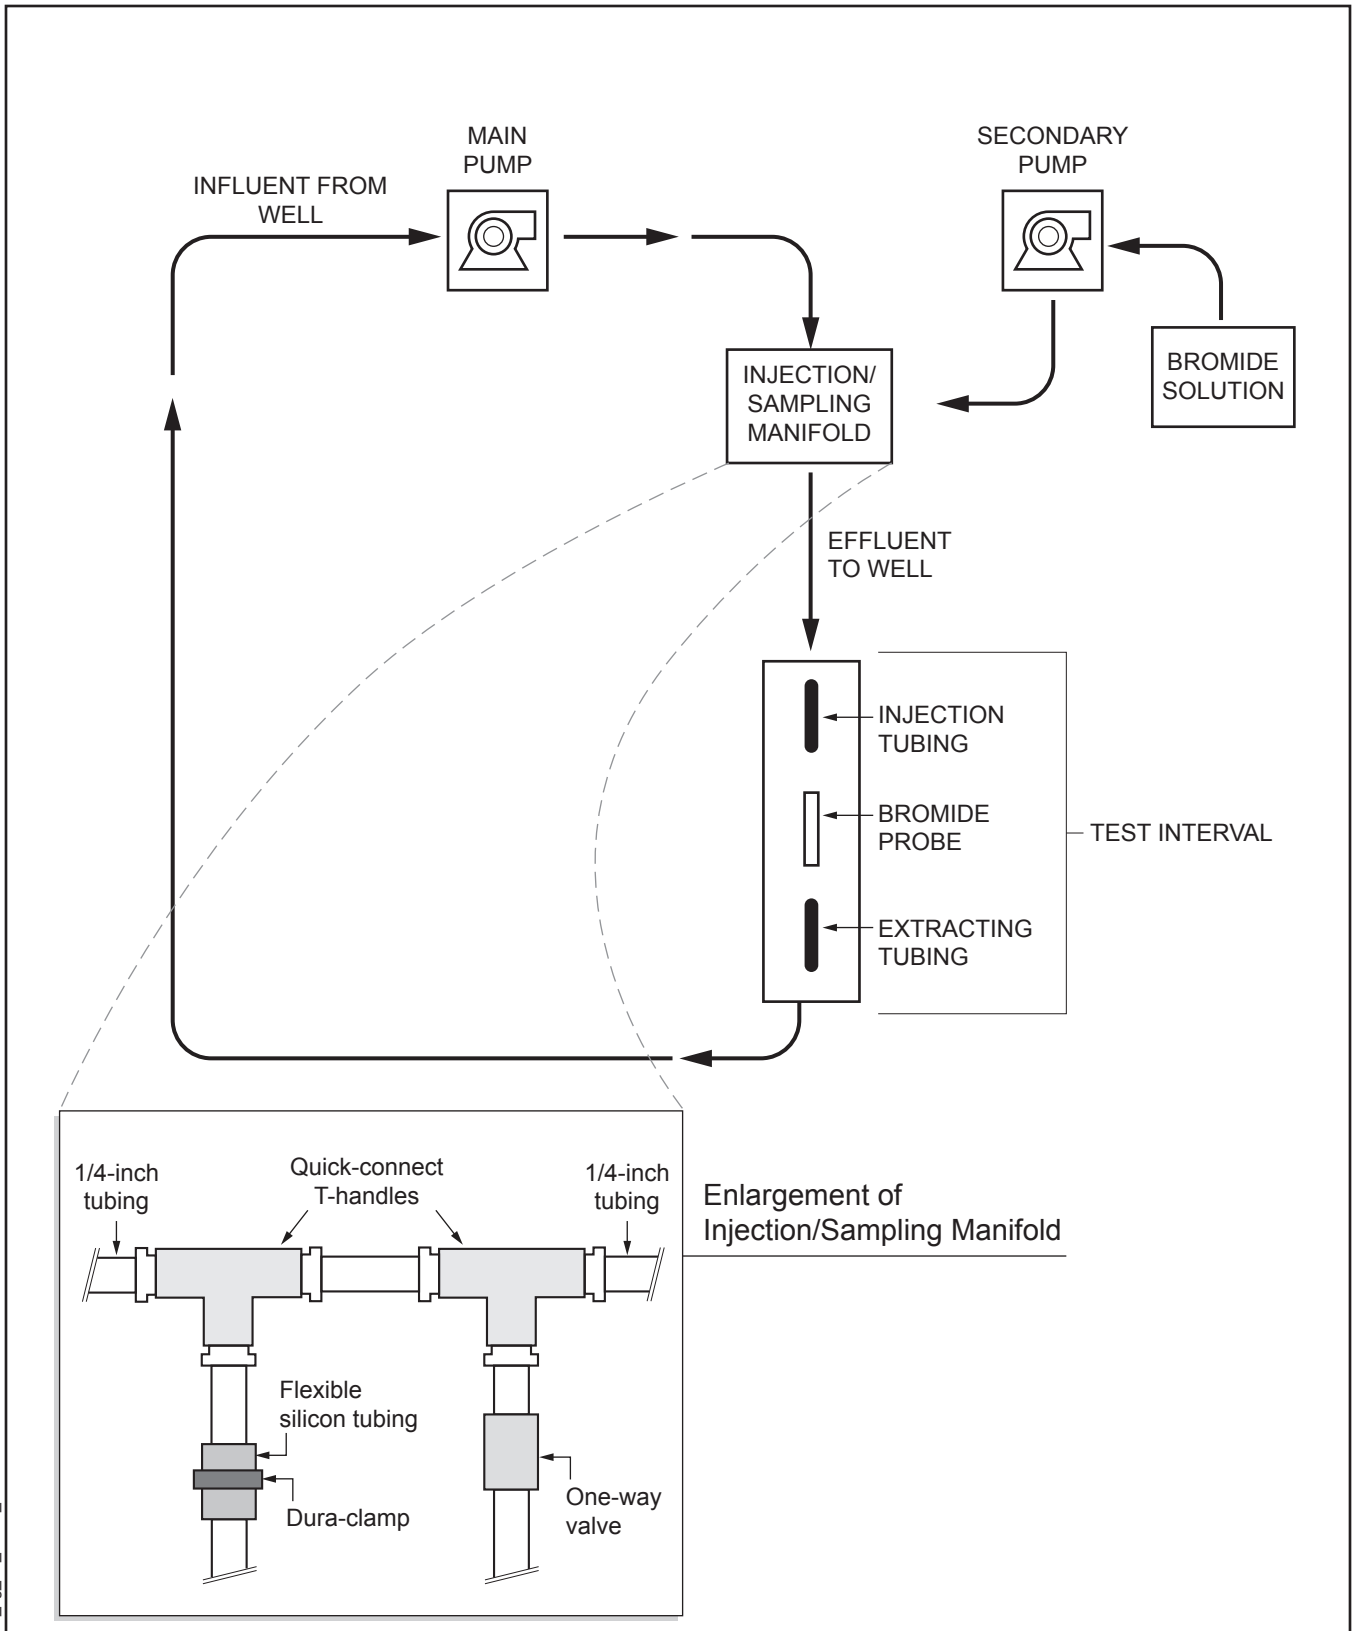 MAIN
PUMP
SECONDARY
PUMP
INFLUENT FROM
WELL
INJECTION/
SAMPLING
MANIFOLD
BROMIDE
SOLUTION
EFFLUENT
TO WELL
INJECTION
TUBING
BROMIDE
PROBE
TEST INTERVAL
EXTRACTING
TUBING
1/4-inch
tubing
Quick-connect
T-handles
1/4-inch
tubing
Enlargement of
Injection/Sampling Manifold
Flexible
silicon tubing
Dura-clamp
One-way
valve